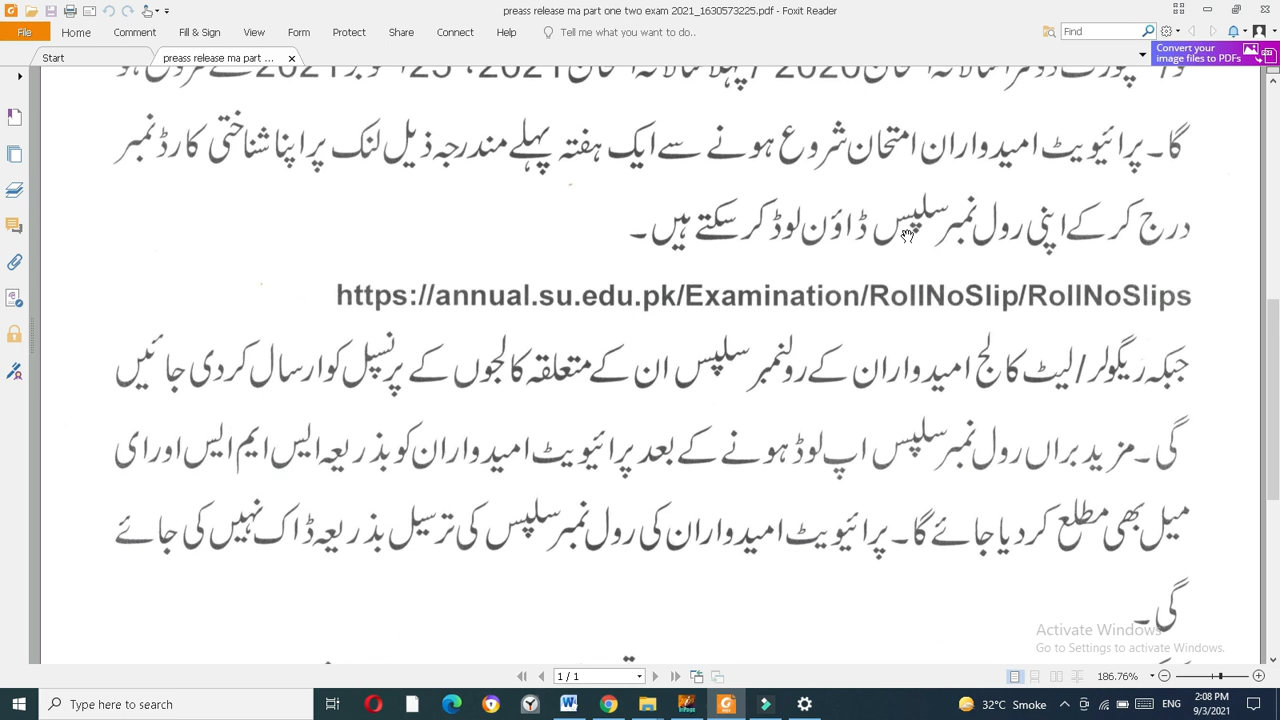 preass release ma part one two exam 2021_1630573225.pdf - Foxit Reader
File Home Comment Fill & Sign View Form Protect Share Connect Help Tell me what you want to do.. Find
Start preass release ma part ... Convert your image files to PDFs
گا۔ پرائیویٹ امیدواران امتحان شروع ہونے سے ایک ہفتہ پہلے مندرجہ ذیل لنک پر اپنا شناختی کارڈ نمبر
درج کر کے اپنی رول نمبر سلپس ڈاؤن لوڈ کر سکتے ہیں۔
https://annual.su.edu.pk/Examination/RollNoSlip/RollNoSlips
جبکہ ریگولر/لیٹ کالج امیدواران کے رولنمبر سلپس ان کے متعلقہ کالجوں کے پرنسپل کو ارسال کر دی جائیں
گی۔ مزید براں رول نمبر سلپس اپ لوڈ ہونے کے بعد پرائیویٹ امیدواران کو بذریعہ ایس ایم ایس اور ای
میل بھی مطلع کر دیا جائے گا۔ پرائیویٹ امیدواران کی رول نمبر سلپس کی ترسیل بذریعہ ڈاک نہیں کی جائے
گی۔
Activate Windows
Go to Settings to activate Windows.
1 / 1 186.76%
Type here to search 32°C Smoke ENG 2:08 PM
9/3/2021